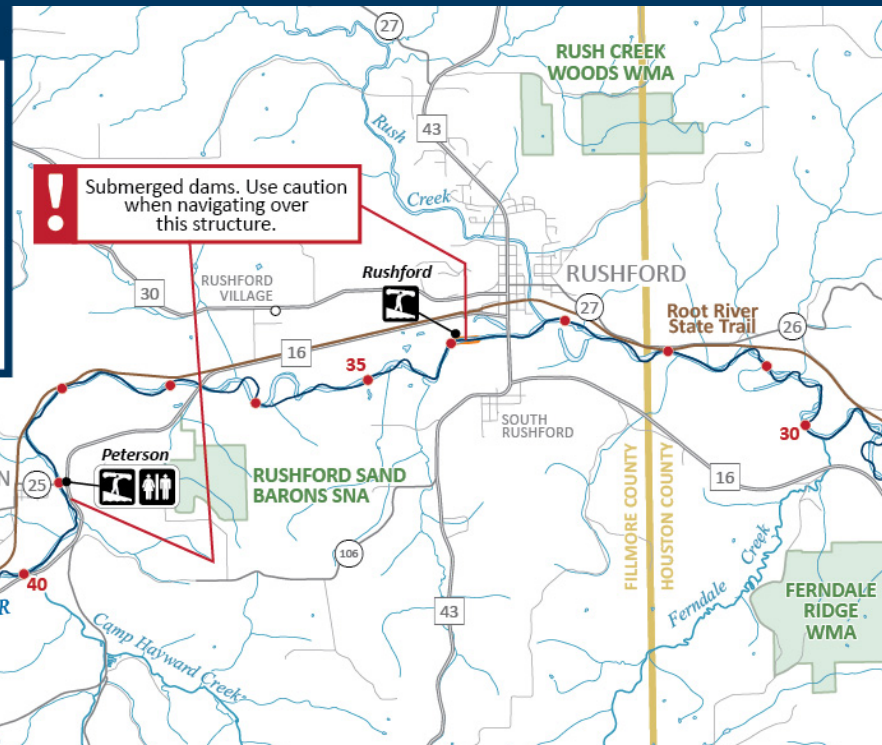 27
RUSH CREEK
WOODS WMA
43
Rush
Creek
!
Submerged dams. Use caution
when navigating over
this structure.
Rushford
RUSHFORD
RUSHFORD
VILLAGE
30
27
Root River
State Trail
26
16
35
SOUTH
RUSHFORD
30
Peterson
N
25
RUSHFORD SAND
BARONS SNA
16
FILLMORE COUNTY
HOUSTON COUNTY
106
Ferndale
Creek
40
R
43
FERNDALE
RIDGE
WMA
Camp Hayward Creek